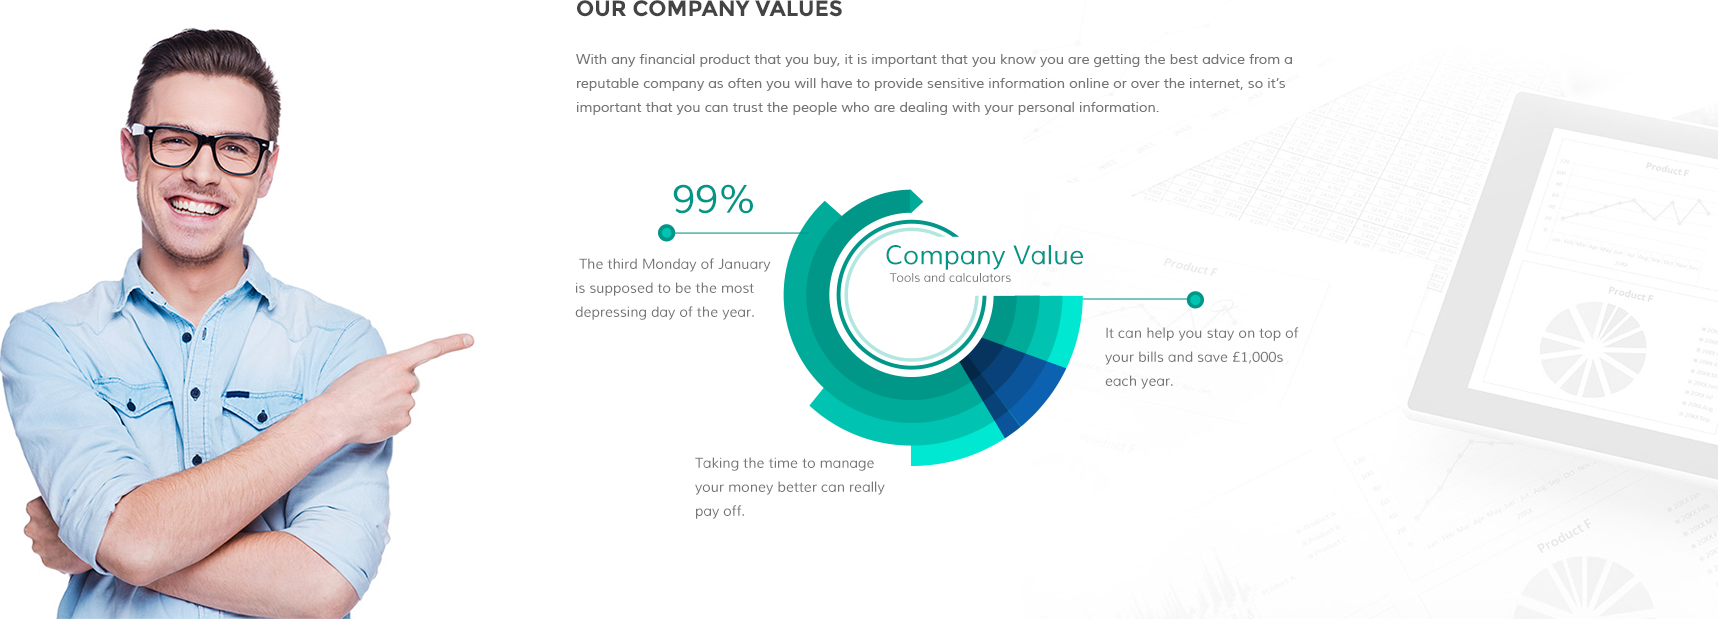 OUR COMPANY VALUES
With any financial product that you buy, it is important that you know you are getting the best advice from a
reputable company as often you will have to provide sensitive information online or over the internet, so it's
important that you can trust the people who are dealing with your personal information.
99%
The third Monday of January
is supposed to be the most
depressing day of the year.
Company Value
Tools and calculators
It can help you stay on top of
your bills and save £1,000s
each year.
Taking the time to manage
your money better can really
pay off.
Product F
Product F
Product F
Product F